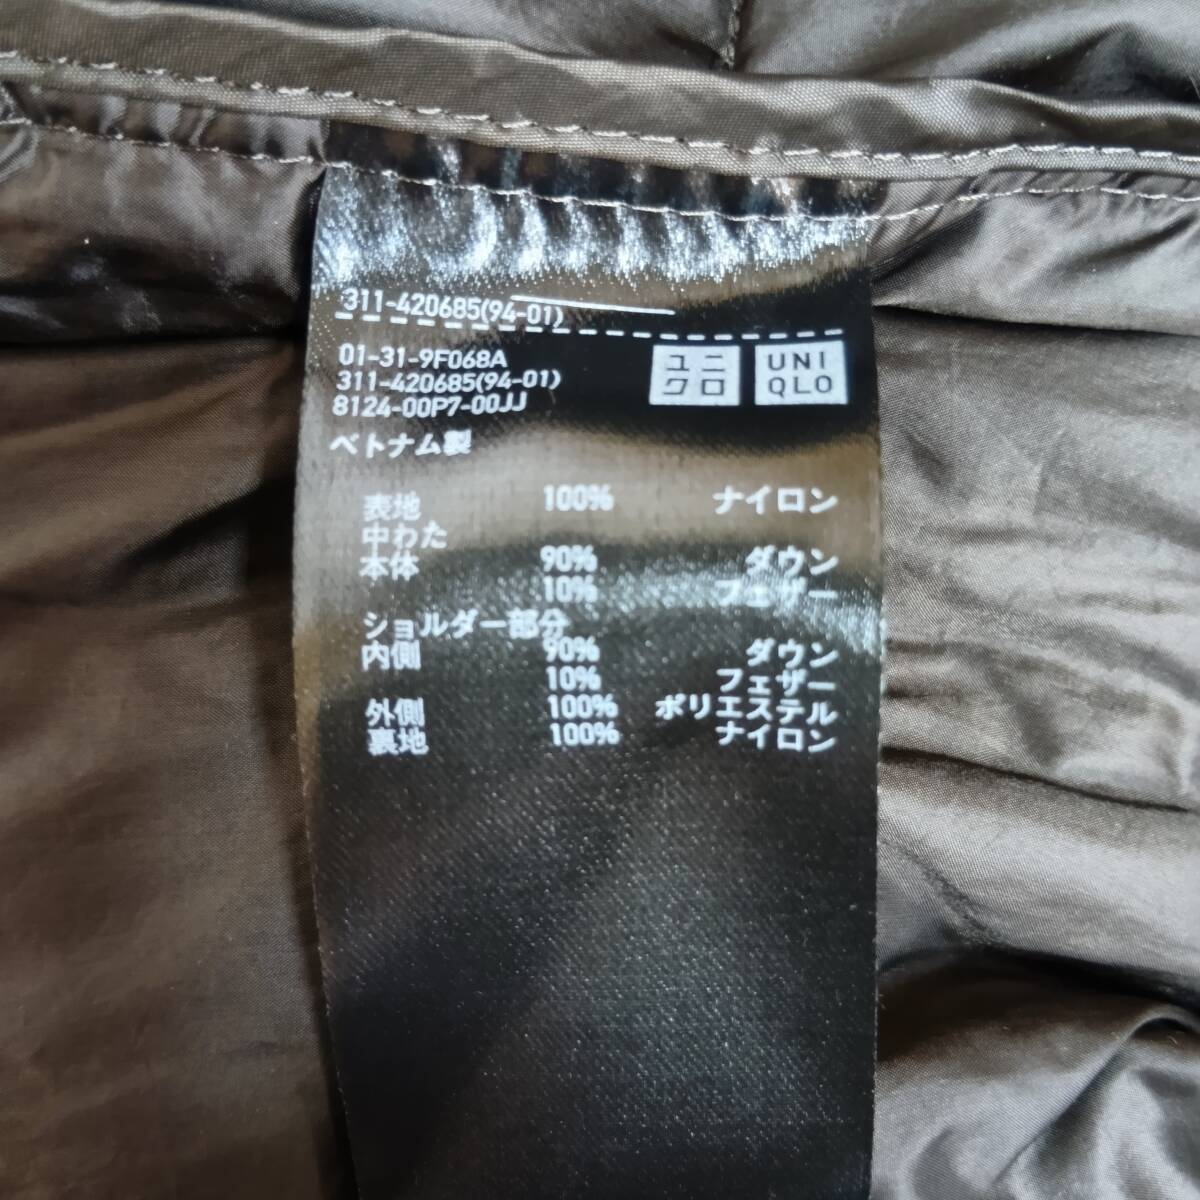 311-420685(94-01)
01-31-9F068A
311-420685(94-01)
8124-00P7-00JJ
ユニ
クロ
UNI
QLO
ベトナム製
表地 100% ナイロン
中わた
本体 90% ダウン
10% フェザー
ショルダー部分
内側 90% ダウン
10% フェザー
外側 100% ポリエステル
裏地 100% ナイロン